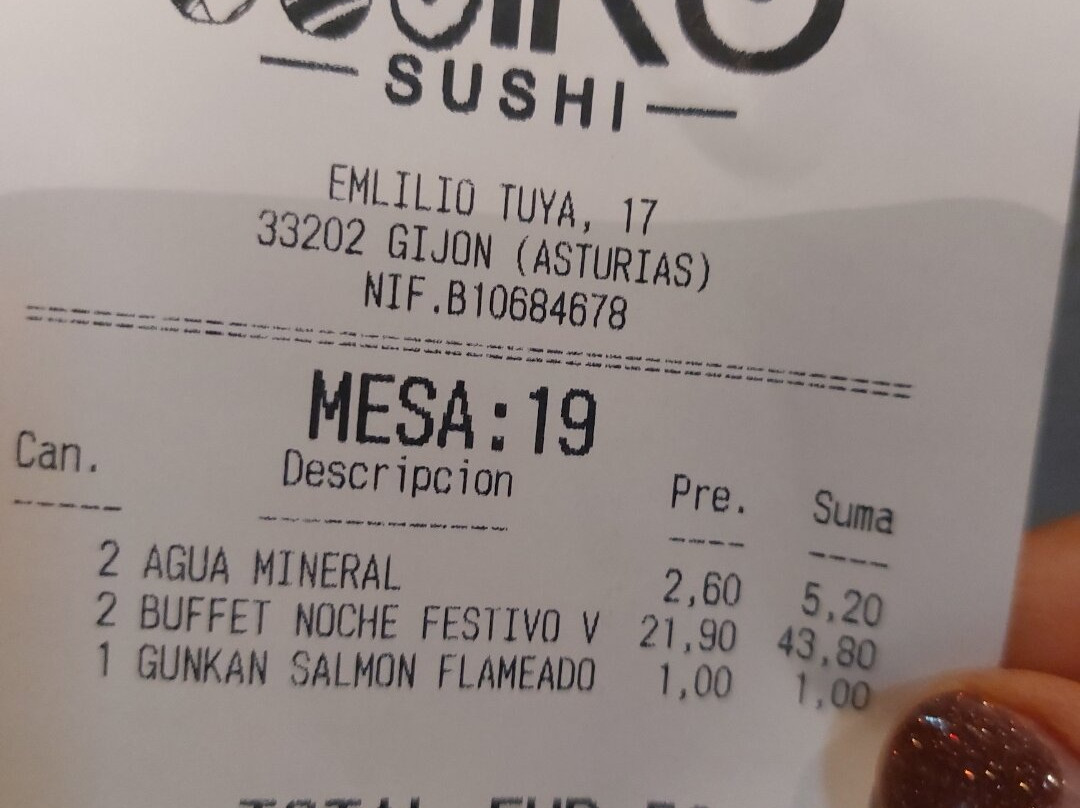 SUSHI
EMLILIO TUYA, 17
33202 GIJON (ASTURIAS)
NIF.B10684678
MESA:19
Can. Descripcion Pre. Suma
2 AGUA MINERAL 2,60 5,20
2 BUFFET NOCHE FESTIVO V 21,90 43,80
1 GUNKAN SALMON FLAMEADO 1,00 1,00
TOTAL EUR